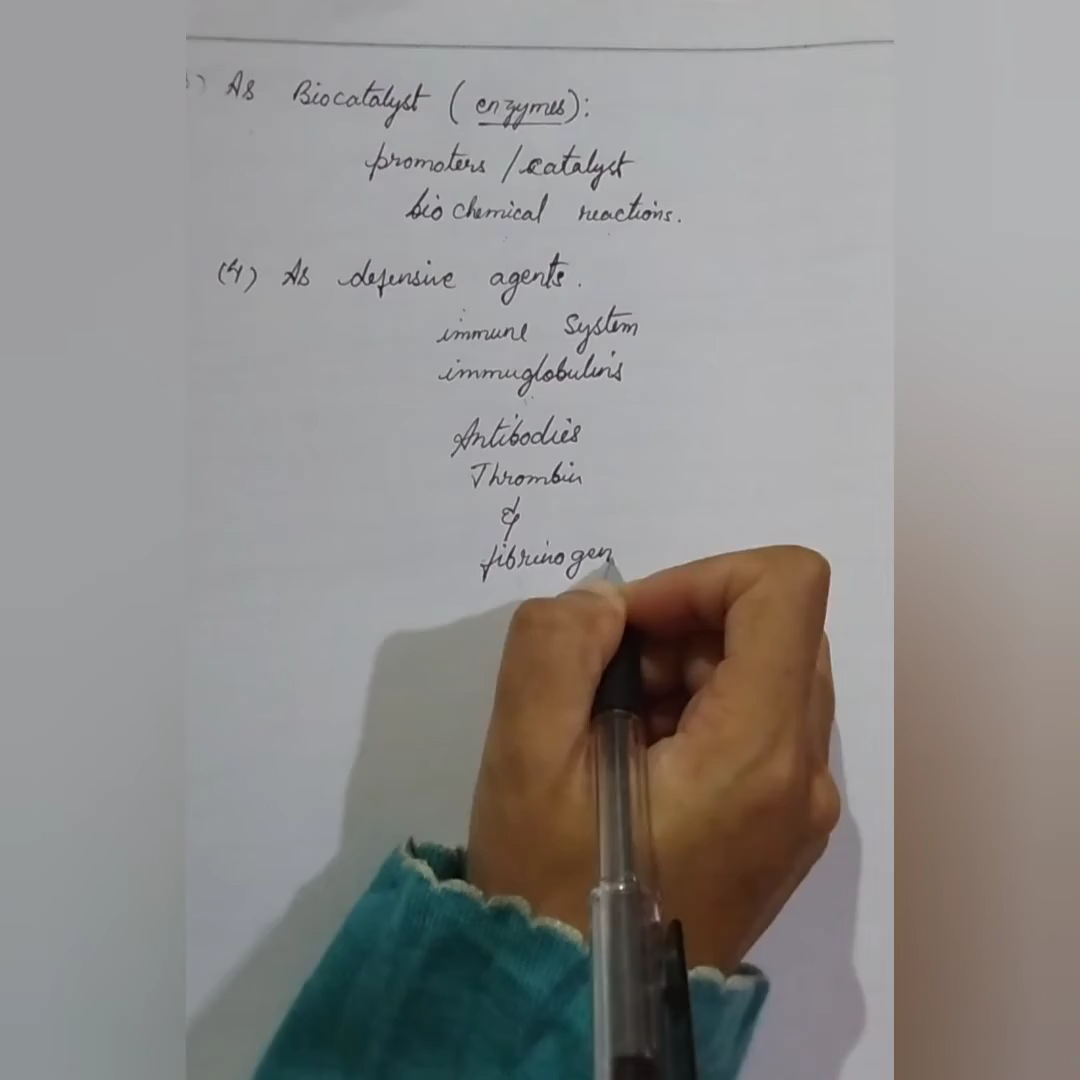 ) As Biocatalyst (enzymes):
promoters / catalyst
bio chemical reactions.
(4) As defensive agents.
immune System
immuglobulins
Antibodies
Thrombin
&
fibrinogen